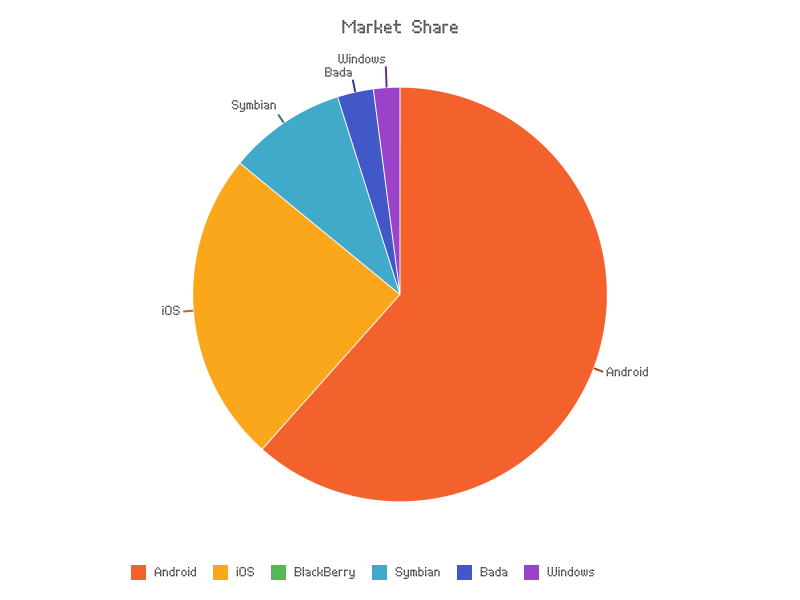 Market Share
Windows
Bada
Symbian
iOS
Android
Android iOS BlackBerry Symbian Bada Windows